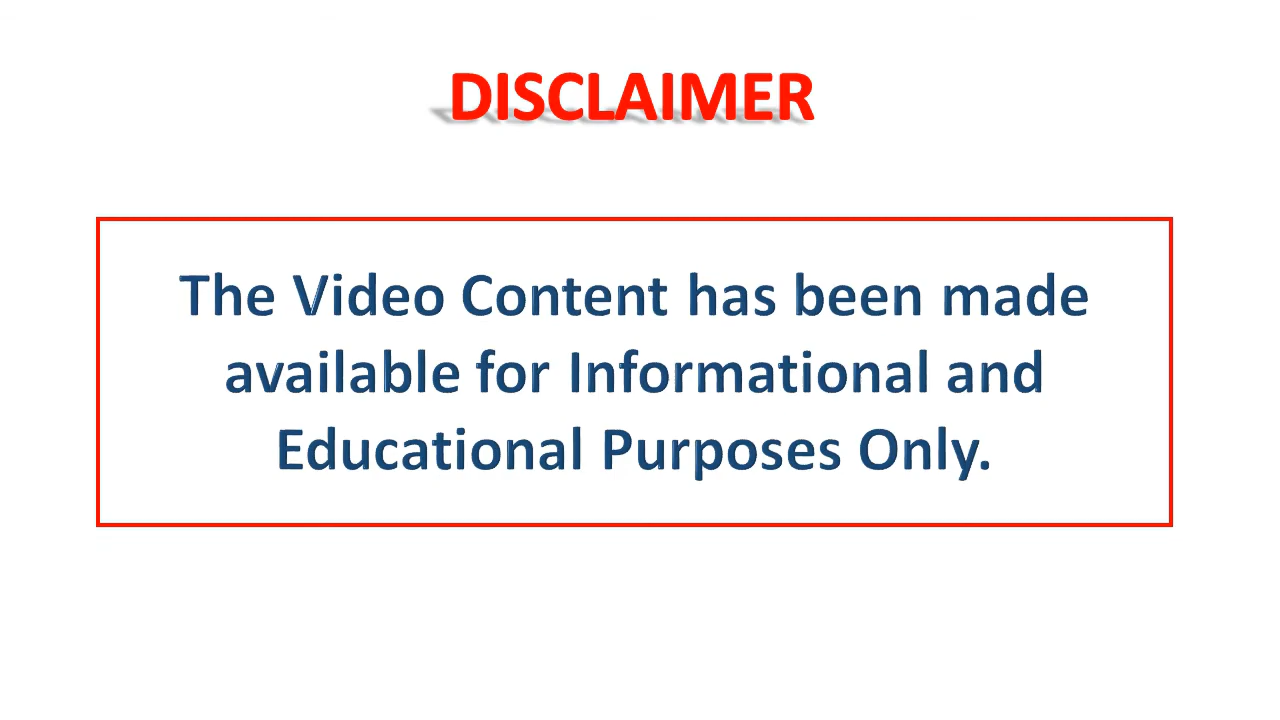 DISCLAIMER
The Video Content has been made
available for Informational and
Educational Purposes Only.